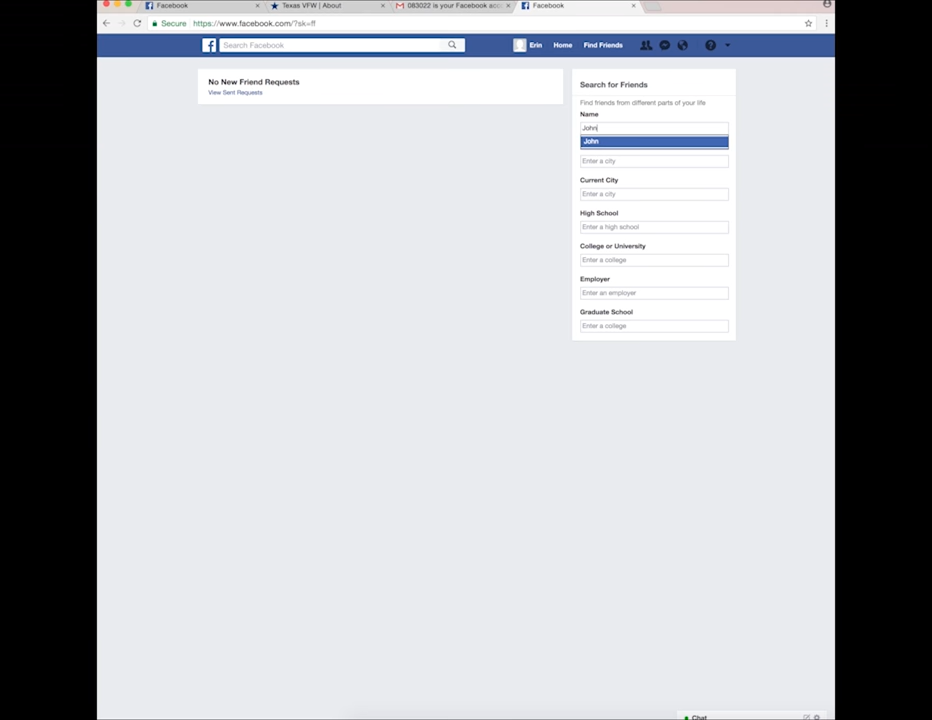 Facebook
Texas VFW | About
083022 is your Facebook acc
Facebook
Secure https://www.facebook.com/?sk=ff
Search Facebook
Erin
Home
Find Friends
No New Friend Requests
View Sent Requests
Search for Friends
Find friends from different parts of your life
Name
John
John
Enter a city
Current City
Enter a city
High School
Enter a high school
College or University
Enter a college
Employer
Enter an employer
Graduate School
Enter a college
Chat